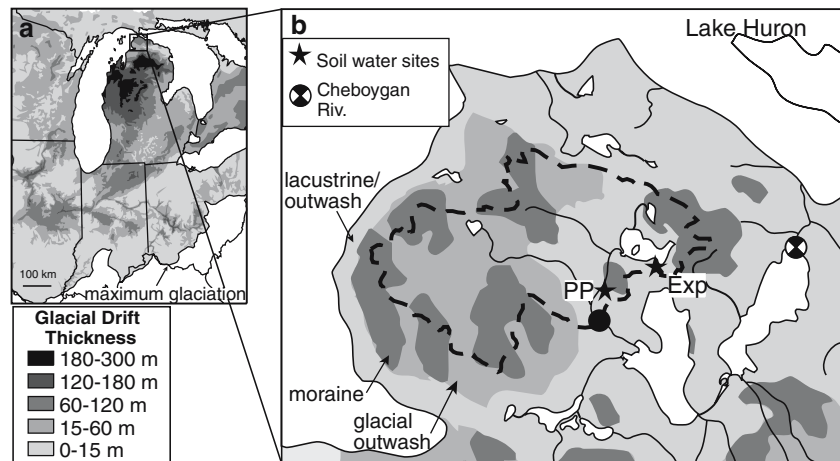 a
100 km
maximum glaciation
Glacial Drift
Thickness
180-300 m
120-180 m
60-120 m
15-60 m
0-15 m
b
Lake Huron
Soil water sites
Cheboygan
Riv.
lacustrine/
outwash
PP
Exp
moraine
glacial
outwash